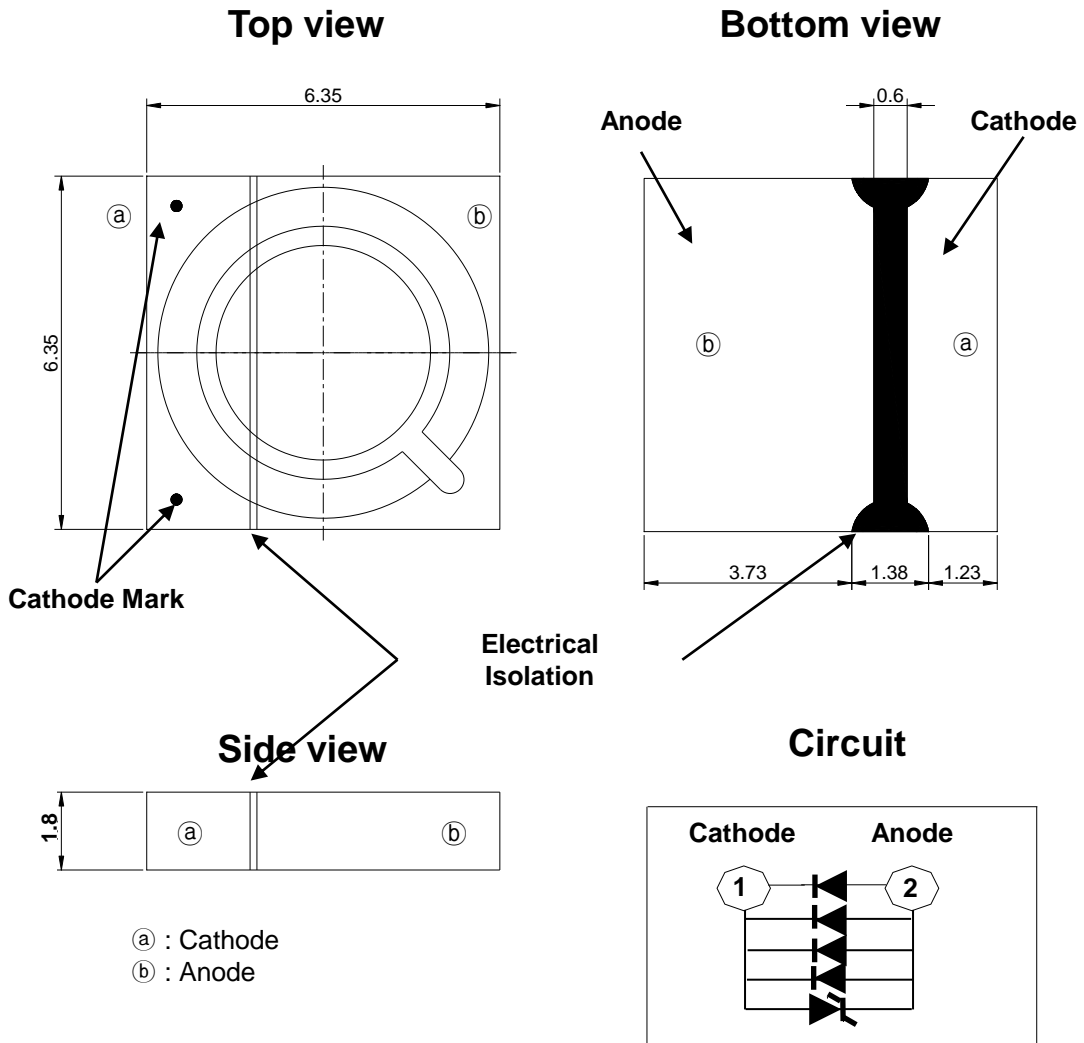 Top view
Bottom view
6.35
0.6
Anode
Cathode
ⓐ
ⓑ
6.35
ⓑ
ⓐ
Cathode Mark
3.73
1.38
1.23
Electrical
Isolation
Side view
Circuit
1.8
ⓐ
ⓑ
Cathode
Anode
1
2
ⓐ : Cathode
ⓑ : Anode